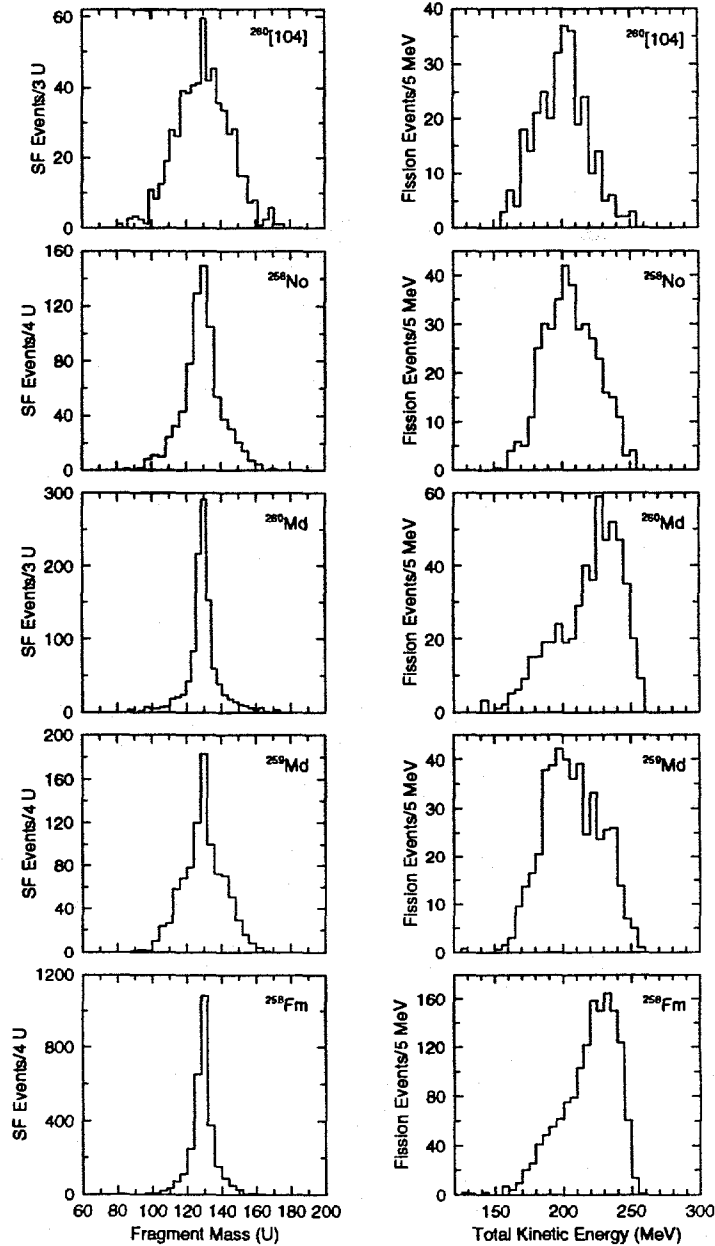 60
40
20
0
SF Events/3 U
²⁶⁰[104]
40
30
20
10
0
Fission Events/5 MeV
²⁶⁰[104]
160
120
80
40
0
SF Events/4 U
²⁵⁸No
40
30
20
10
0
Fission Events/5 MeV
²⁵⁸No
300
200
100
0
SF Events/3 U
²⁶⁰Md
60
40
20
0
Fission Events/5 MeV
²⁶⁰Md
200
160
120
80
40
0
SF Events/4 U
²⁵⁹Md
40
30
20
10
0
Fission Events/5 MeV
²⁵⁹Md
1200
800
400
0
SF Events/4 U
²⁵⁸Fm
60 80 100 120 140 160 180 200
Fragment Mass (U)
160
120
80
40
0
Fission Events/5 MeV
²⁵⁸Fm
150 200 250 300
Total Kinetic Energy (MeV)